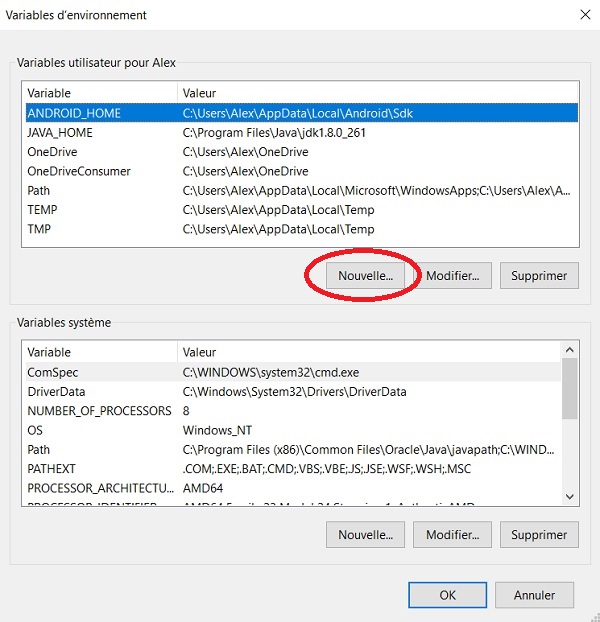 Variables d'environnement
Variables utilisateur pour Alex
Variable Valeur
ANDROID_HOME C:\Users\Alex\AppData\Local\Android\Sdk
JAVA_HOME C:\Program Files\Java\jdk1.8.0_261
OneDrive C:\Users\Alex\OneDrive
OneDriveConsumer C:\Users\Alex\OneDrive
Path C:\Users\Alex\AppData\Local\Microsoft\WindowsApps;C:\Users\Alex\A...
TEMP C:\Users\Alex\AppData\Local\Temp
TMP C:\Users\Alex\AppData\Local\Temp
Nouvelle... Modifier... Supprimer
Variables système
Variable Valeur
ComSpec C:\WINDOWS\system32\cmd.exe
DriverData C:\Windows\System32\Drivers\DriverData
NUMBER_OF_PROCESSORS 8
OS Windows_NT
Path C:\Program Files (x86)\Common Files\Oracle\Java\javapath;C:\WIND...
PATHEXT .COM;.EXE;.BAT;.CMD;.VBS;.VBE;.JS;.JSE;.WSF;.WSH;.MSC
PROCESSOR_ARCHITECTU... AMD64
Nouvelle... Modifier... Supprimer
OK Annuler